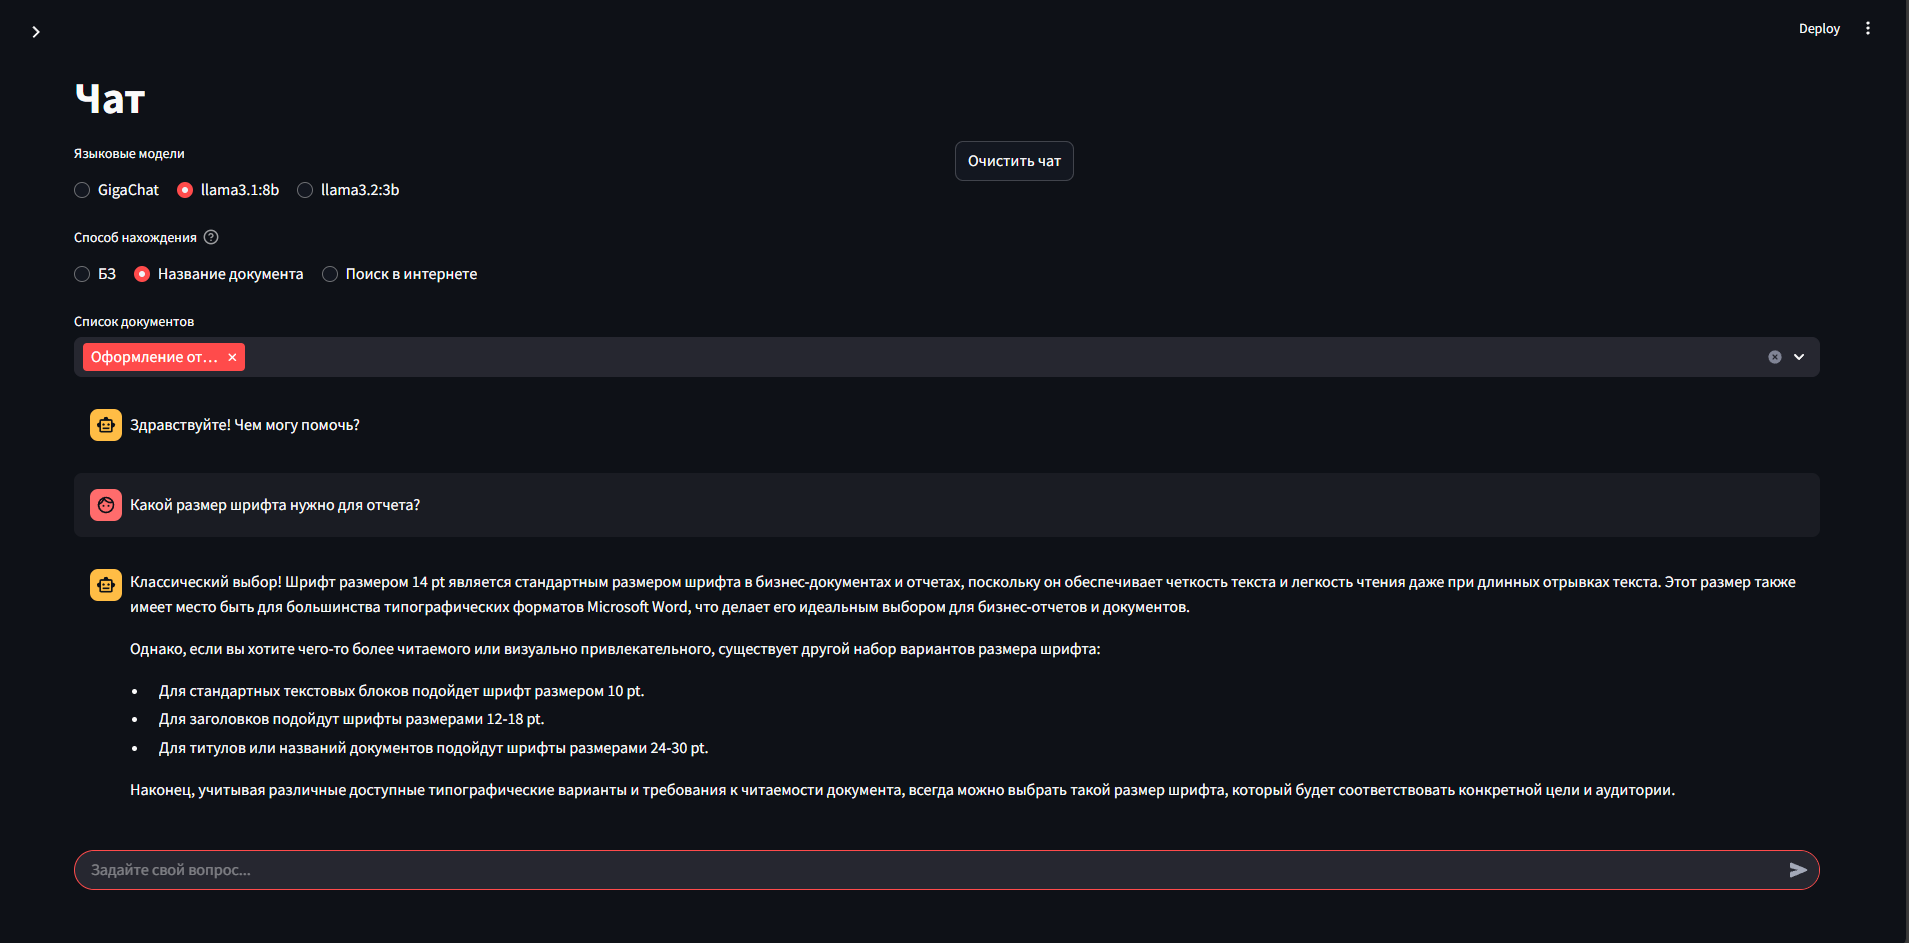 Deploy
Чат
Языковые модели
Очистить чат
GigaChat llama3.1:8b llama3.2:3b
Способ нахождения
БЗ Название документа Поиск в интернете
Список документов
Оформление от...
Здравствуйте! Чем могу помочь?
Какой размер шрифта нужно для отчета?
Классический выбор! Шрифт размером 14 pt является стандартным размером шрифта в бизнес-документах и отчетах, поскольку он обеспечивает четкость текста и легкость чтения даже при длинных отрывках текста. Этот размер также
имеет место быть для большинства типографических форматов Microsoft Word, что делает его идеальным выбором для бизнес-отчетов и документов.
Однако, если вы хотите чего-то более читаемого или визуально привлекательного, существует другой набор вариантов размера шрифта:
• Для стандартных текстовых блоков подойдет шрифт размером 10 pt.
• Для заголовков подойдут шрифты размерами 12-18 pt.
• Для титулов или названий документов подойдут шрифты размерами 24-30 pt.
Наконец, учитывая различные доступные типографические варианты и требования к читаемости документа, всегда можно выбрать такой размер шрифта, который будет соответствовать конкретной цели и аудитории.
Задайте свой вопрос...